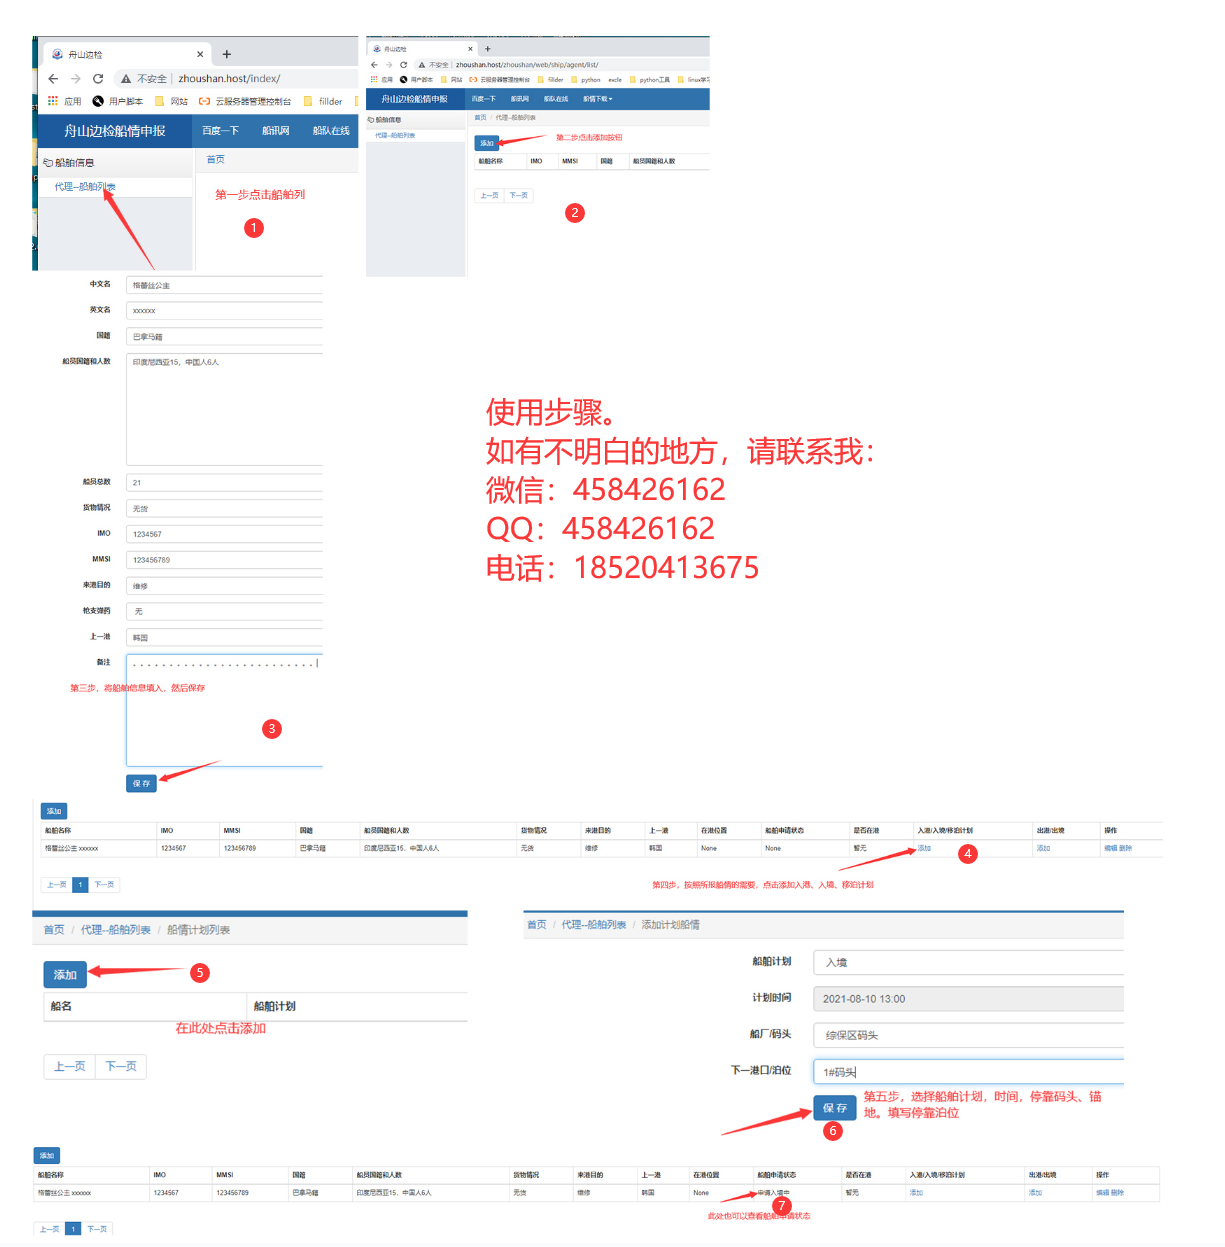 舟山边检
不安全 zhoushan.host/index/
应用 用户脚本 网站 云服务器管理控制台 fillder
舟山边检船情申报 百度一下 船讯网 船队在线
船舶信息 首页
代理--船舶列表
第一步点击船舶列
1
舟山边检
不安全 zhoushan.host/zhoushan/web/ship/agent/list/
应用 用户脚本 网站 云服务器管理控制台 fillder python excle python工具 linux学习
舟山边检船情申报 百度一下 船讯网 船队在线 船情下载
船舶信息 首页 / 代理--船舶列表
代理--船舶列表
添加 第二步点击添加按钮
船舶名称 IMO MMSI 国籍 船员国籍和人数
上一页 下一页
2
中文名 格蕾丝公主
英文名 xxxxxx
国籍 巴拿马籍
船员国籍和人数 印度尼西亚15，中国人6人
船员总数 21
货物情况 无货
IMO 1234567
MMSI 123456789
来港目的 维修
枪支弹药 无
上一港 韩国
备注 . . . . . . . . . . . . . . . . . . . . . . . . . .
第三步，将船舶信息填入，然后保存
3
保 存
使用步骤。
如有不明白的地方，请联系我：
微信：458426162
QQ：458426162
电话：18520413675
添加
船舶名称 IMO MMSI 国籍 船员国籍和人数 货物情况 来港目的 上一港 在港位置 船舶申请状态 是否在港 入港/入境/移泊计划 出港/出境 操作
格蕾丝公主 xxxxxx 1234567 123456789 巴拿马籍 印度尼西亚15，中国人6人 无货 维修 韩国 None None 暂无 添加 添加 编辑 删除
4
上一页 1 下一页
第四步，按照所报船情的需要，点击添加入港、入境、移泊计划
首页 / 代理--船舶列表 / 船情计划列表
添加
5
船名 船舶计划
在此处点击添加
上一页 下一页
首页 / 代理--船舶列表 / 添加计划船情
船舶计划 入境
计划时间 2021-08-10 13:00
船厂/码头 综保区码头
下一港口/泊位 1#码头
保 存
第五步，选择船舶计划，时间，停靠码头、锚
地。填写停靠泊位
6
添加
船舶名称 IMO MMSI 国籍 船员国籍和人数 货物情况 来港目的 上一港 在港位置 船舶申请状态 是否在港 入港/入境/移泊计划 出港/出境 操作
格蕾丝公主 xxxxxx 1234567 123456789 巴拿马籍 印度尼西亚15，中国人6人 无货 维修 韩国 None 申请入境中 暂无 添加 添加 编辑 删除
7
此处也可以查看船舶申请状态
上一页 1 下一页